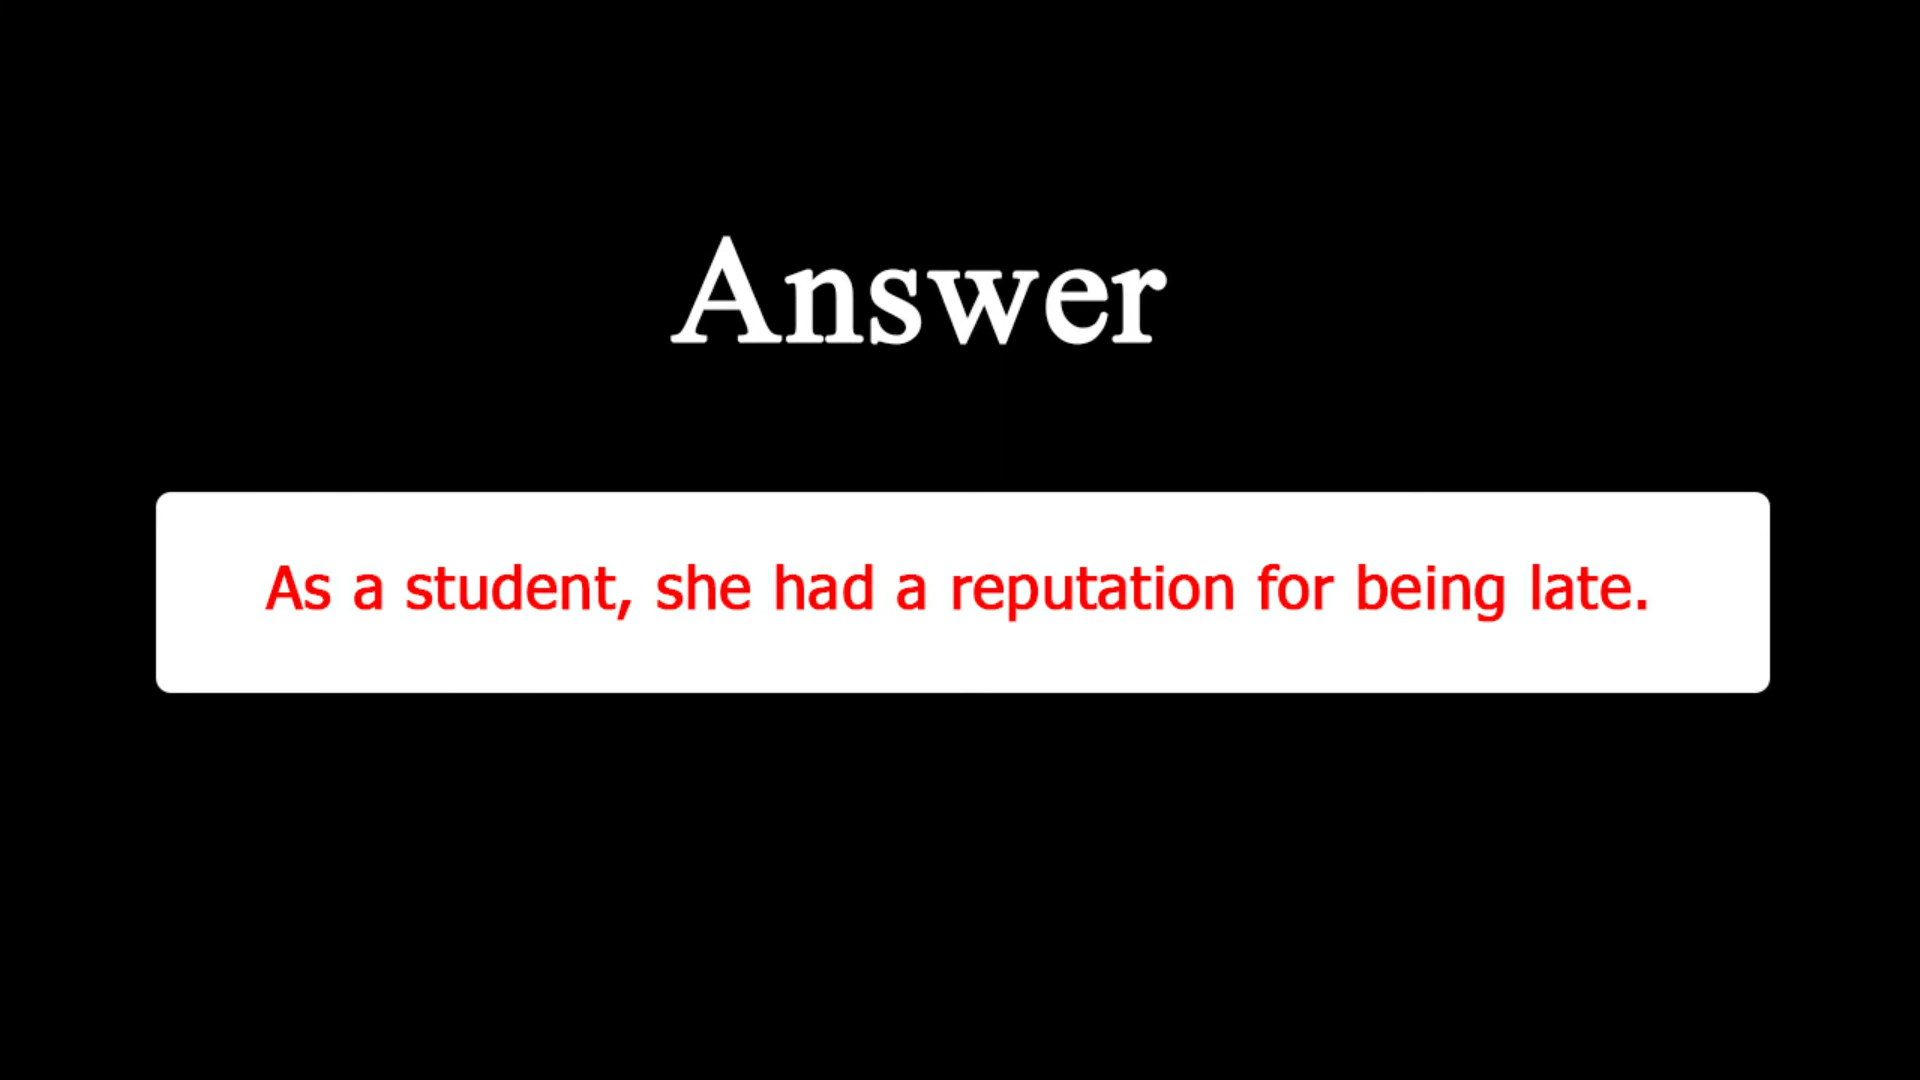 Answer
As a student, she had a reputation for being late.